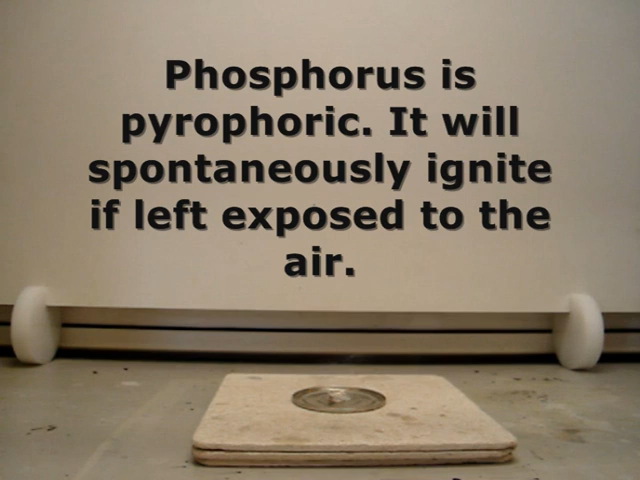 Phosphorus is
pyrophoric. It will
spontaneously ignite
if left exposed to the
air.